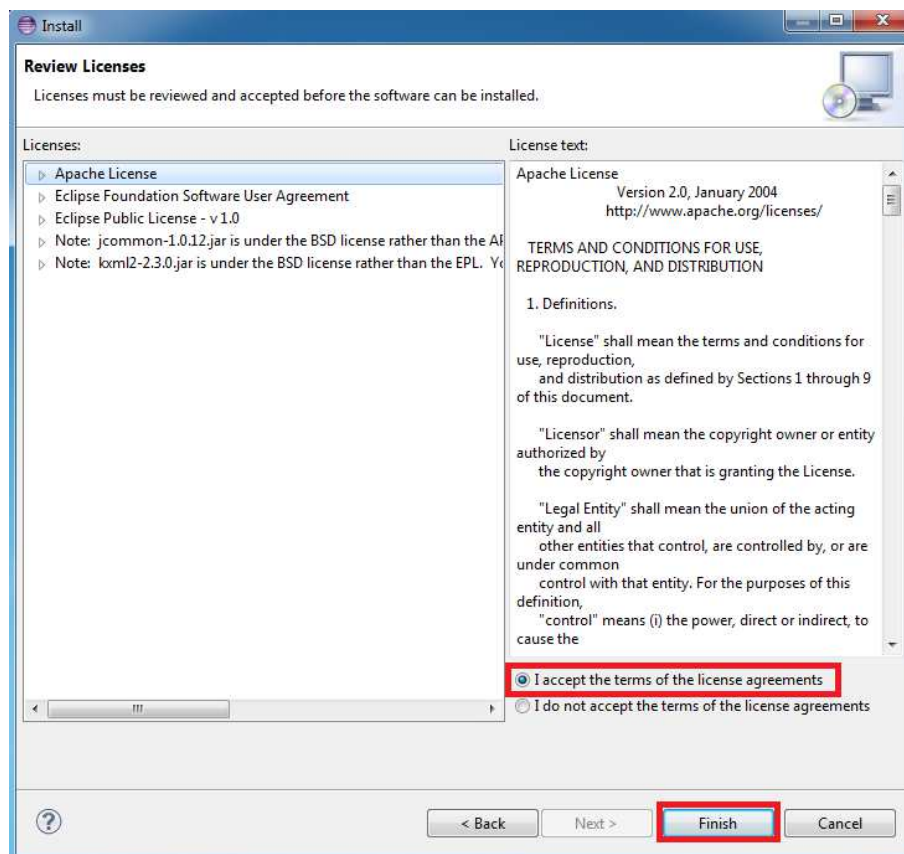 Install
Review Licenses
Licenses must be reviewed and accepted before the software can be installed.
Licenses:
Apache License
Eclipse Foundation Software User Agreement
Eclipse Public License - v 1.0
Note:  jcommon-1.0.12.jar is under the BSD license rather than the
Note:  kxml2-2.3.0.jar is under the BSD license rather than the EPL.
License text:
Apache License
Version 2.0, January 2004
http://www.apache.org/licenses/
TERMS AND CONDITIONS FOR USE,
REPRODUCTION, AND DISTRIBUTION
1. Definitions.
"License" shall mean the terms and conditions for
use, reproduction,
and distribution as defined by Sections 1 through 9
of this document.
"Licensor" shall mean the copyright owner or entity
authorized by
the copyright owner that is granting the License.
"Legal Entity" shall mean the union of the acting
entity and all
other entities that control, are controlled by, or are
under common
control with that entity. For the purposes of this
definition,
"control" means (i) the power, direct or indirect, to
cause the
I accept the terms of the license agreements
I do not accept the terms of the license agreements
< Back
Next >
Finish
Cancel